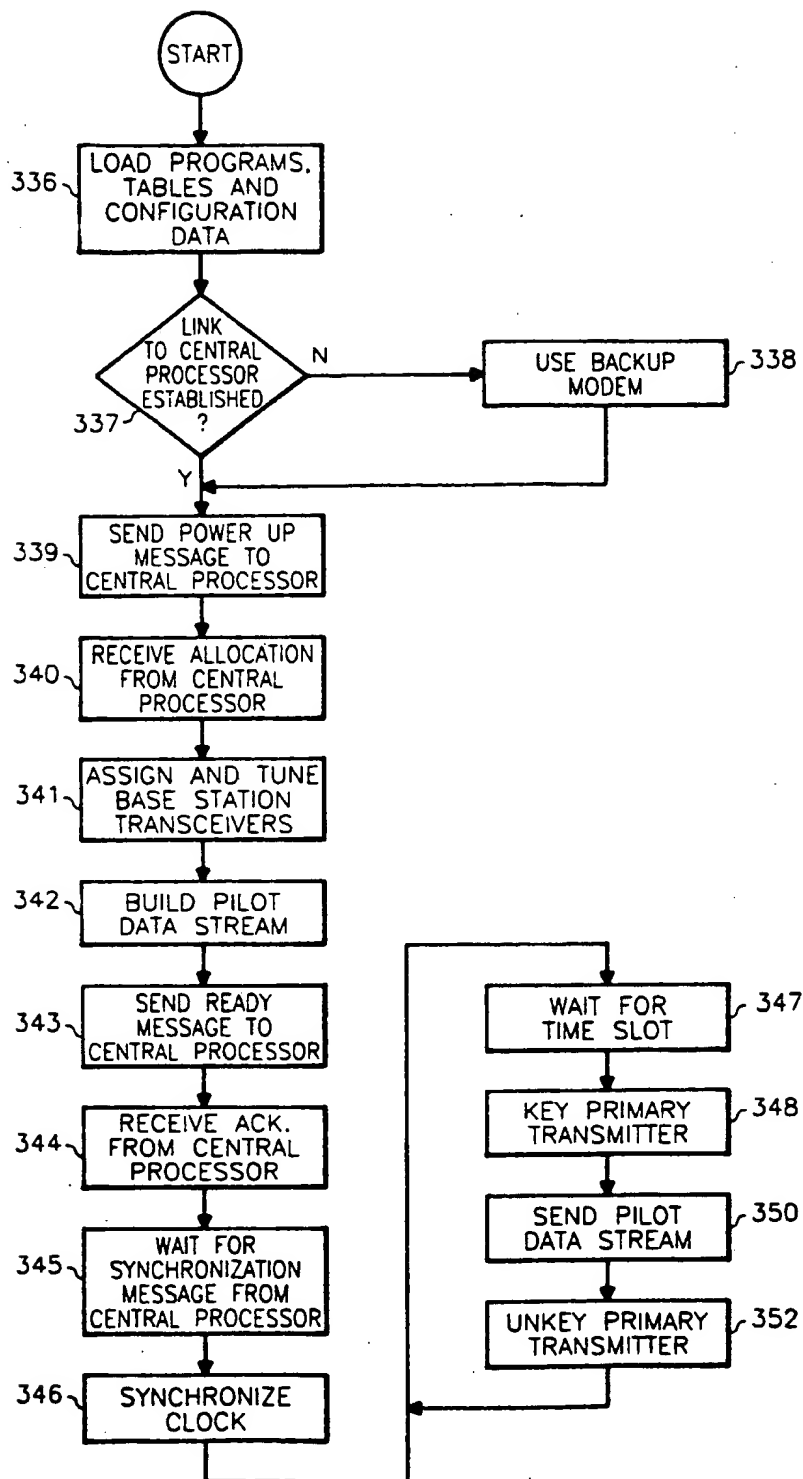 START
336
LOAD PROGRAMS,
TABLES AND
CONFIGURATION
DATA
LINK
TO CENTRAL
PROCESSOR
ESTABLISHED
?
337
N
Y
USE BACKUP
MODEM
338
339
SEND POWER UP
MESSAGE TO
CENTRAL PROCESSOR
340
RECEIVE ALLOCATION
FROM CENTRAL
PROCESSOR
341
ASSIGN AND TUNE
BASE STATION
TRANSCEIVERS
342
BUILD PILOT
DATA STREAM
343
SEND READY
MESSAGE TO
CENTRAL PROCESSOR
344
RECEIVE ACK.
FROM CENTRAL
PROCESSOR
345
WAIT FOR
SYNCHRONIZATION
MESSAGE FROM
CENTRAL PROCESSOR
346
SYNCHRONIZE
CLOCK
WAIT FOR
TIME SLOT
347
KEY PRIMARY
TRANSMITTER
348
SEND PILOT
DATA STREAM
350
UNKEY PRIMARY
TRANSMITTER
352